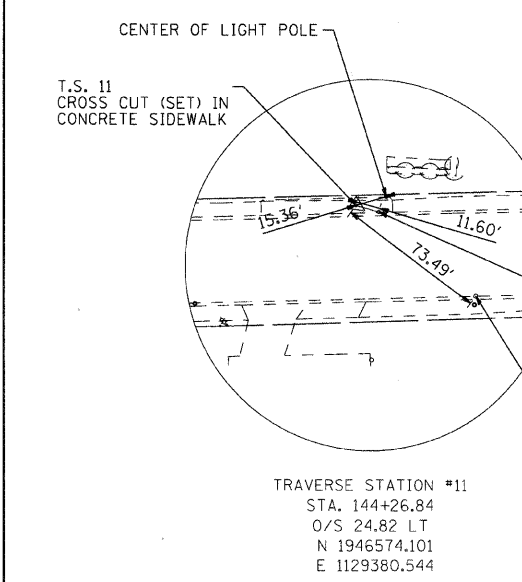 CENTER OF LIGHT POLE
T.S. 11
CROSS CUT (SET) IN
CONCRETE SIDEWALK
15.36'
11.60'
73.49'
TRAVERSE STATION #11
STA. 144+26.84
O/S 24.82 LT
N 1946574.101
E 1129380.544